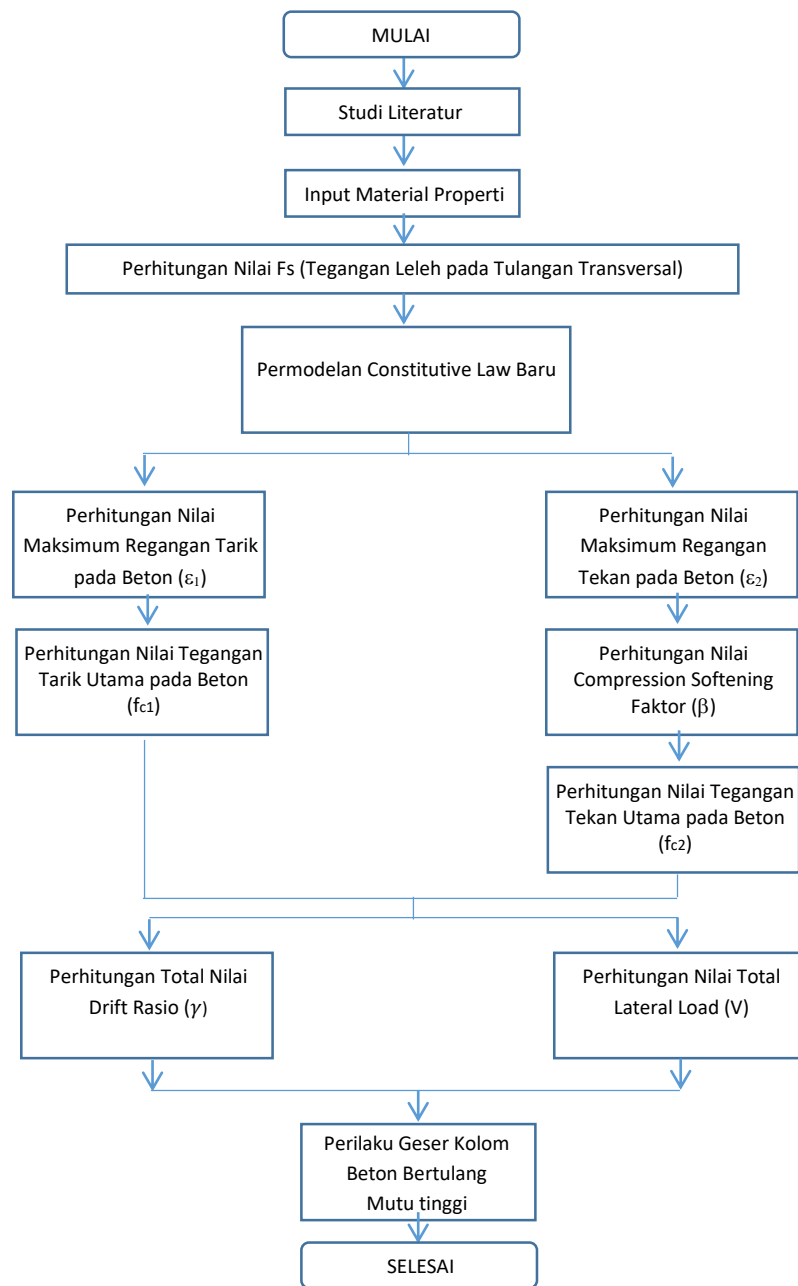 MULAI
Studi Literatur
Input Material Properti
Perhitungan Nilai Fs (Tegangan Leleh pada Tulangan Transversal)
Permodelan Constitutive Law Baru
Perhitungan Nilai
Maksimum Regangan Tarik
pada Beton (ε₁)
Perhitungan Nilai
Maksimum Regangan
Tekan pada Beton (ε₂)
Perhitungan Nilai Tegangan
Tarik Utama pada Beton
(fc1)
Perhitungan Nilai
Compression Softening
Faktor (β)
Perhitungan Nilai Tegangan
Tekan Utama pada Beton
(fc2)
Perhitungan Total Nilai
Drift Rasio (γ)
Perhitungan Nilai Total
Lateral Load (V)
Perilaku Geser Kolom
Beton Bertulang
Mutu tinggi
SELESAI